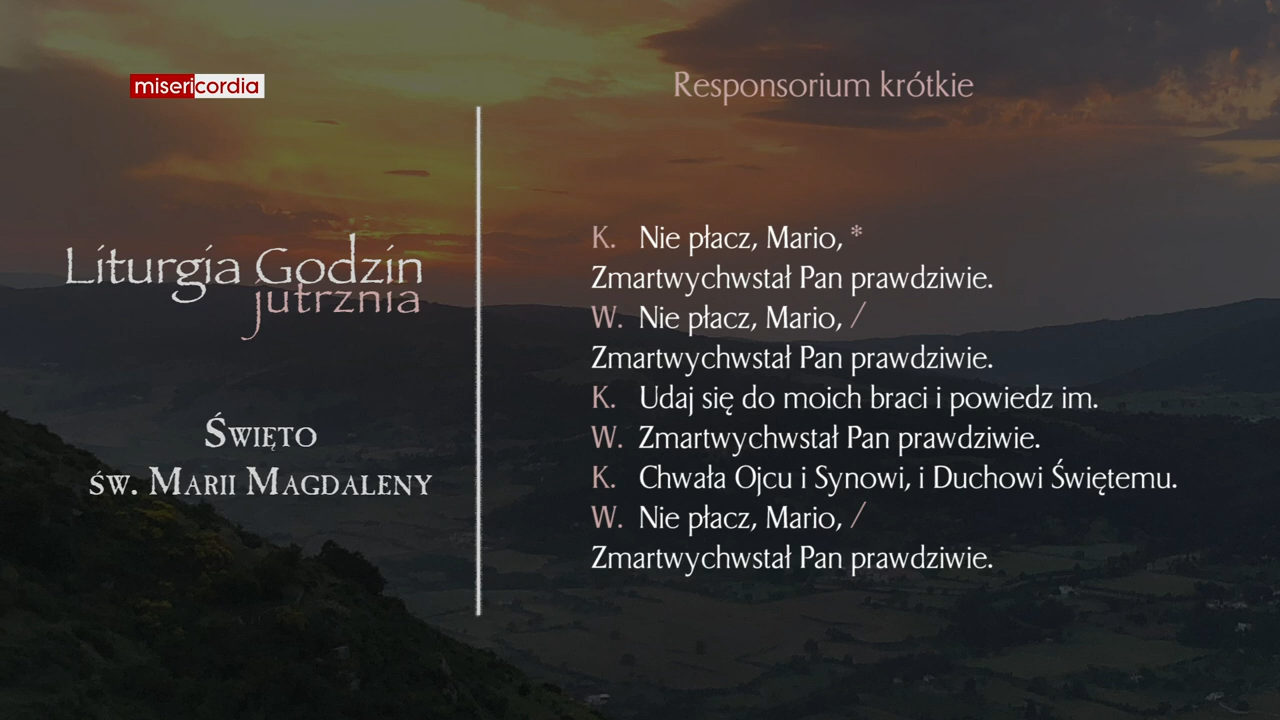 misericordia
Liturgia Godzin
jutrznia
Święto
św. Marii Magdaleny
Responsorium krótkie
K. Nie płacz, Mario, *
Zmartwychwstał Pan prawdziwie.
W. Nie płacz, Mario, /
Zmartwychwstał Pan prawdziwie.
K. Udaj się do moich braci i powiedz im.
W. Zmartwychwstał Pan prawdziwie.
K. Chwała Ojcu i Synowi, i Duchowi Świętemu.
W. Nie płacz, Mario, /
Zmartwychwstał Pan prawdziwie.